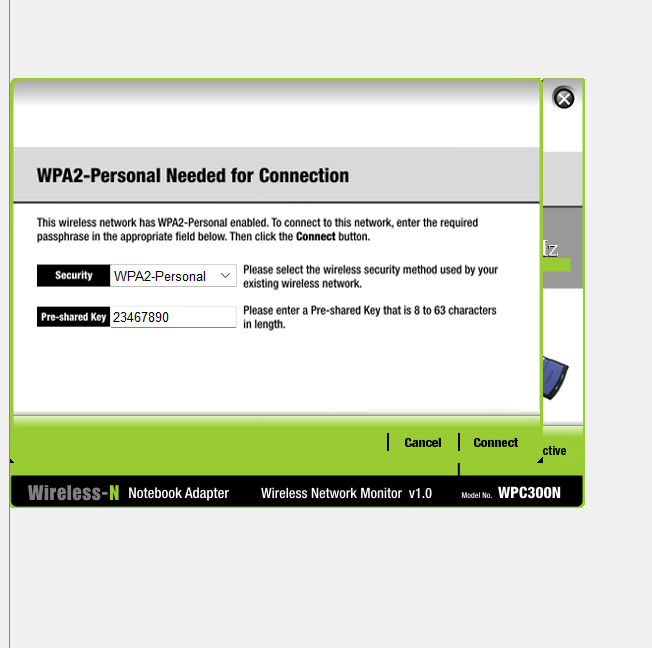 WPA2-Personal Needed for Connection
This wireless network has WPA2-Personal enabled. To connect to this network, enter the required
passphrase in the appropriate field below. Then click the Connect button.
Security WPA2-Personal Please select the wireless security method used by your
existing wireless network.
Pre-shared Key 23467890 Please enter a Pre-shared Key that is 8 to 63 characters
in length.
Cancel Connect
Wireless-N Notebook Adapter Wireless Network Monitor v1.0 Model No. WPC300N